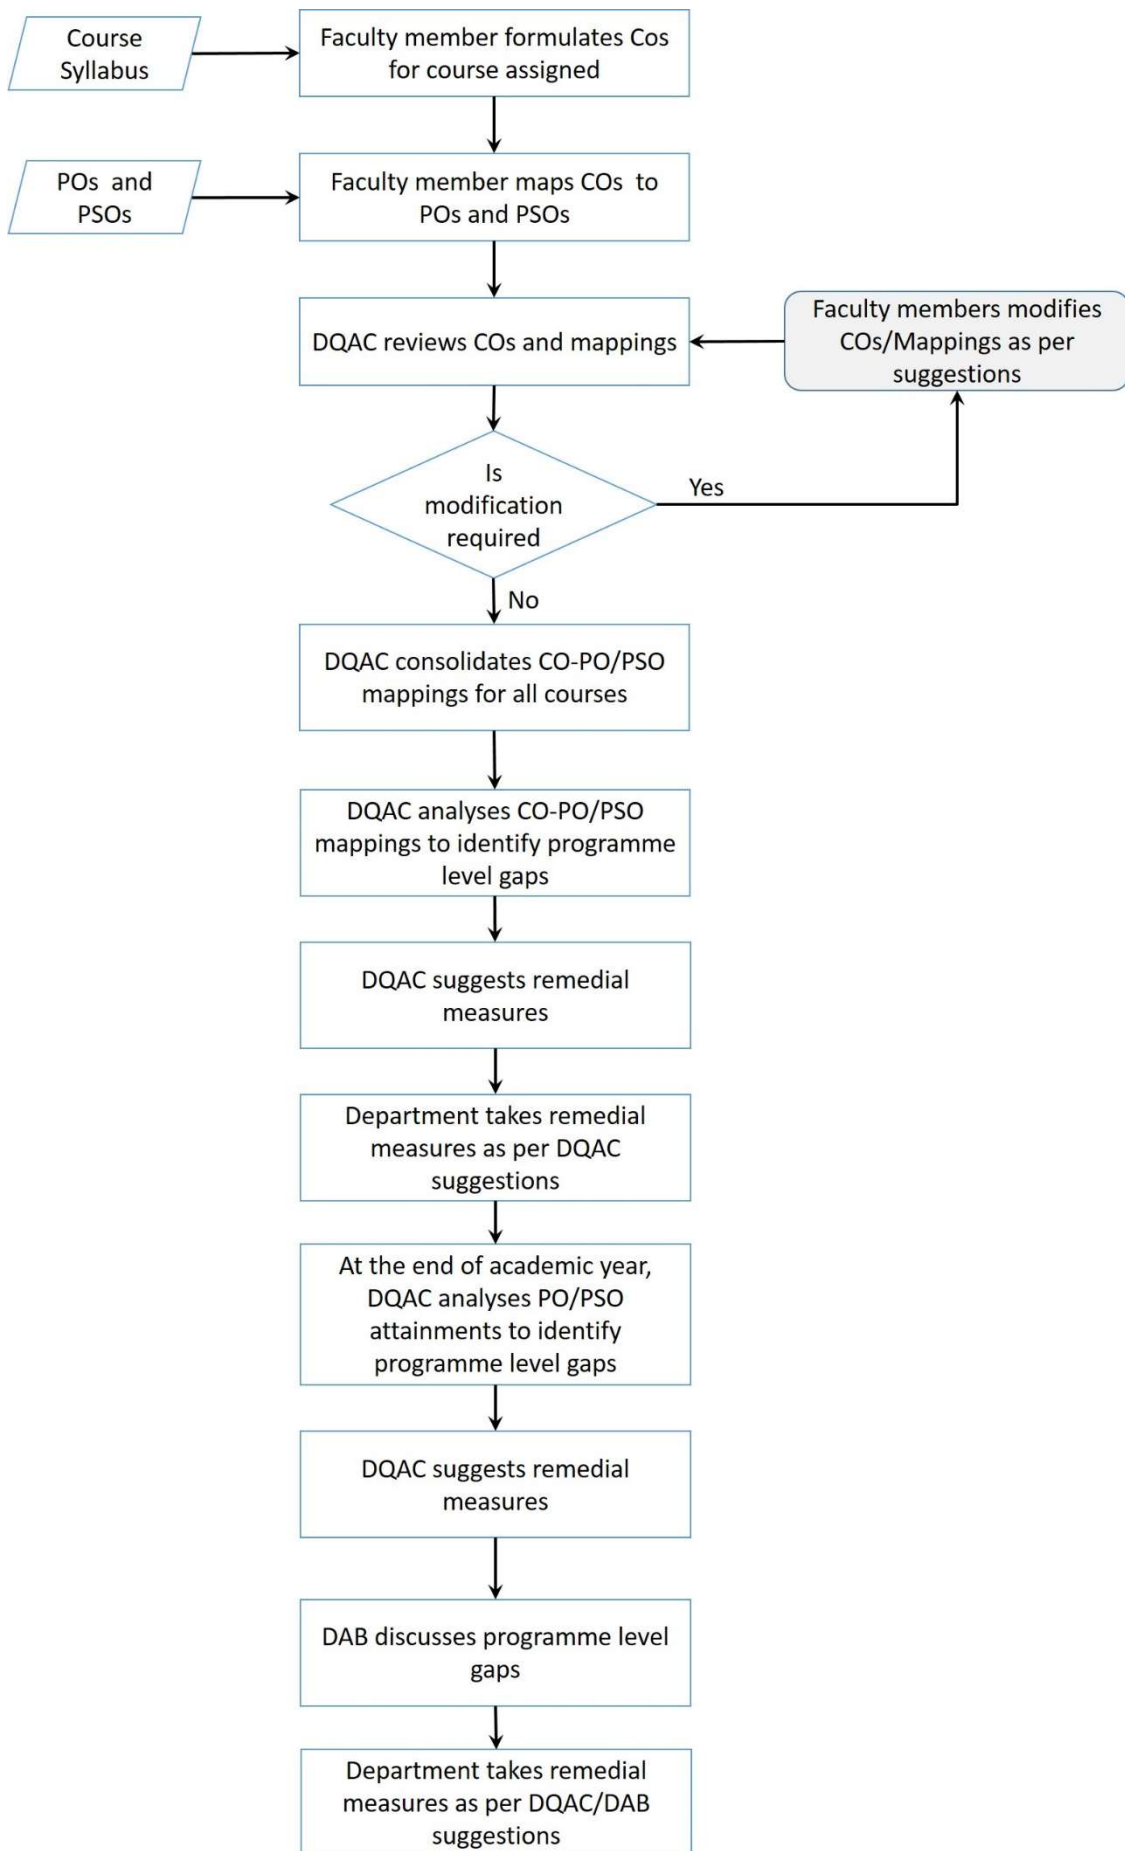 Course
Syllabus
Faculty member formulates Cos
for course assigned
POs and
PSOs
Faculty member maps COs to
POs and PSOs
DQAC reviews COs and mappings
Faculty members modifies
COs/Mappings as per
suggestions
Is
modification
required
Yes
No
DQAC consolidates CO-PO/PSO
mappings for all courses
DQAC analyses CO-PO/PSO
mappings to identify programme
level gaps
DQAC suggests remedial
measures
Department takes remedial
measures as per DQAC
suggestions
At the end of academic year,
DQAC analyses PO/PSO
attainments to identify
programme level gaps
DQAC suggests remedial
measures
DAB discusses programme level
gaps
Department takes remedial
measures as per DQAC/DAB
suggestions